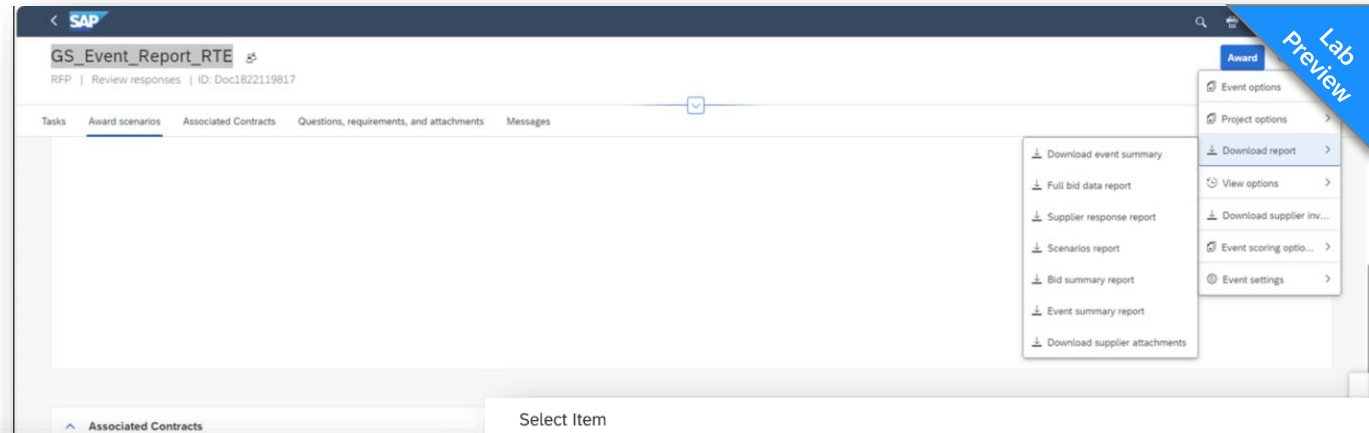 SAP
Lab
Preview
GS_Event_Report_RTE
Award
RFP | Review responses | ID: Doc1822119817
Event options
Tasks
Award scenarios
Associated Contracts
Questions, requirements, and attachments
Messages
Project options
Download report
View options
Download supplier inv...
Event scoring optio...
Event settings
Download event summary
Full bid data report
Supplier response report
Scenarios report
Bid summary report
Event summary report
Download supplier attachments
Associated Contracts
Select Item